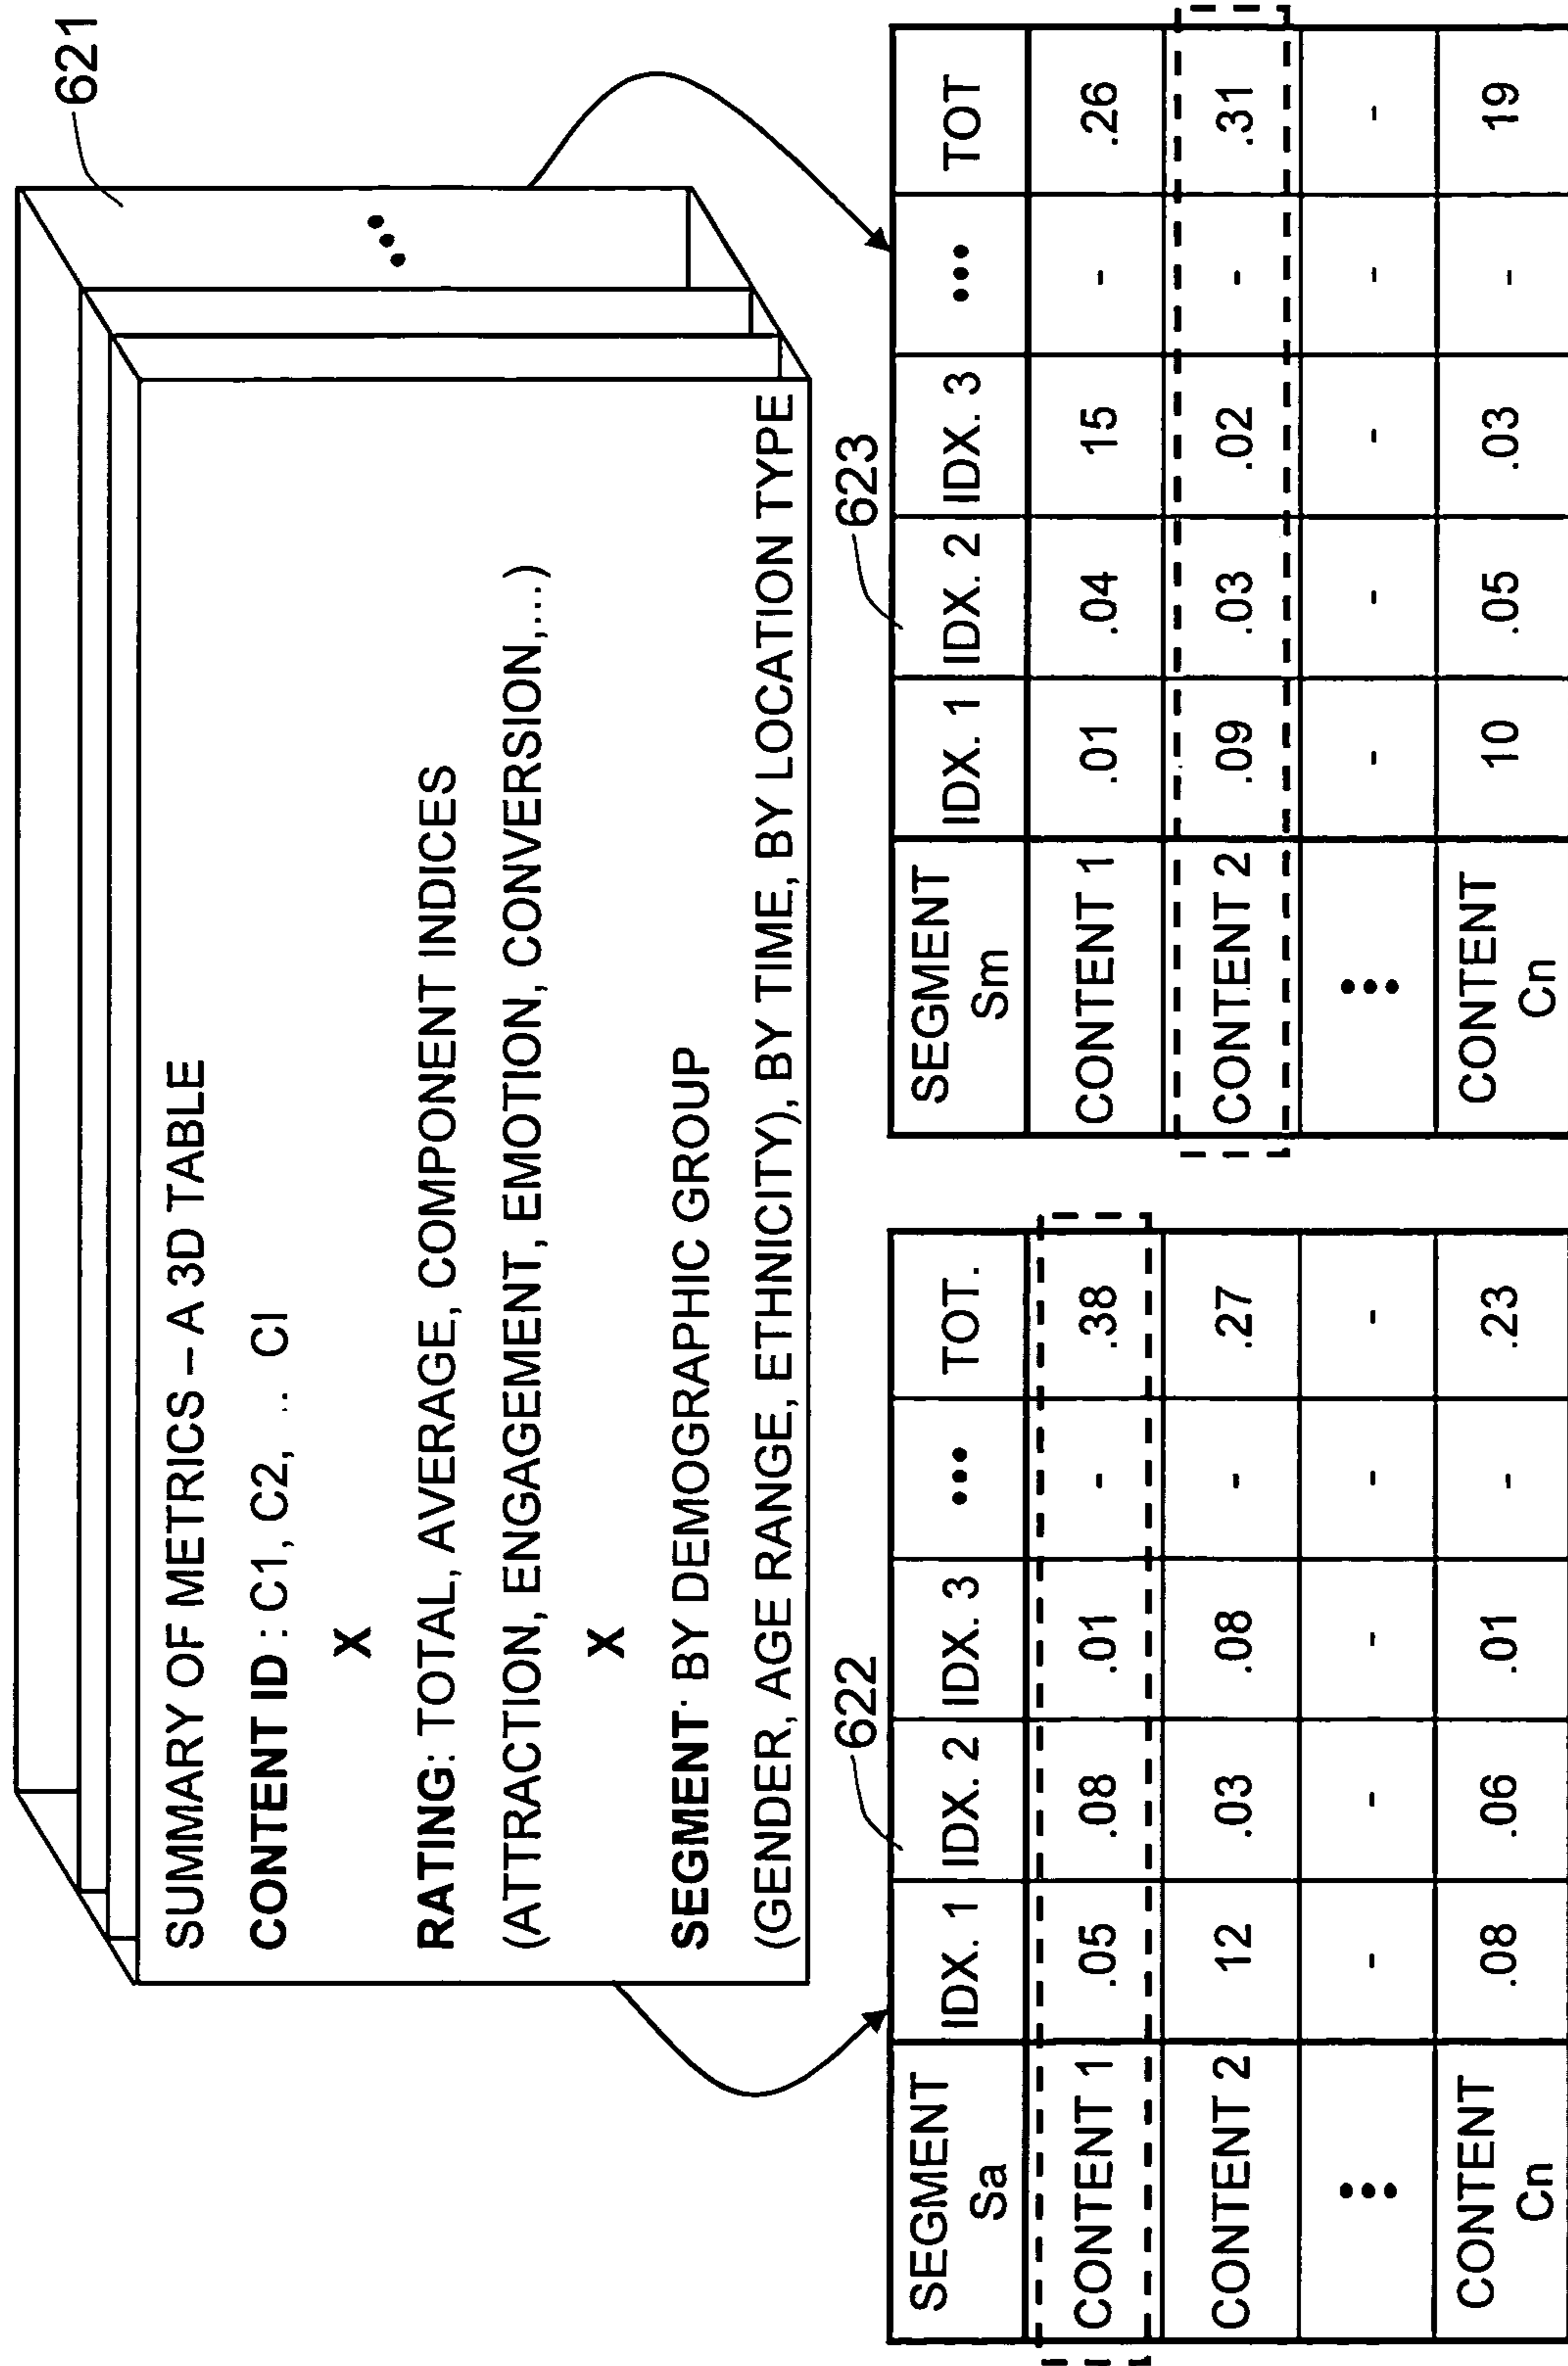 621
SUMMARY OF METRICS – A 3D TABLE
CONTENT ID : C1, C2, .. CI
X
RATING: TOTAL, AVERAGE, COMPONENT INDICES
(ATTRACTION, ENGAGEMENT, EMOTION, CONVERSION,...)
X
SEGMENT· BY DEMOGRAPHIC GROUP
(GENDER, AGE RANGE, ETHNICITY), BY TIME, BY LOCATION TYPE
622
SEGMENT Sa IDX. 1 IDX. 2 IDX. 3 ••• TOT.
CONTENT 1 .05 .08 .01 - .38
CONTENT 2 12 .03 .08 - .27
••• - - - - -
CONTENT Cn .08 .06 .01 - .23
623
SEGMENT Sm IDX. 1 IDX. 2 IDX. 3 ••• TOT
CONTENT 1 .01 .04 15 - .26
CONTENT 2 .09 .03 .02 - .31
••• - - - - -
CONTENT Cn 10 .05 .03 - 19